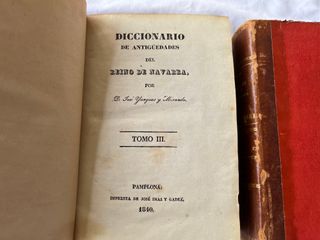 DICCIONARIO
DE ANTIGÜEDADES
DEL
REINO DE NAVARRA,
POR
D. José Yanguas y Miranda.
TOMO III.
PAMPLONA:
IMPRENTA DE JOSÉ IMAZ Y GADEA,
1840.